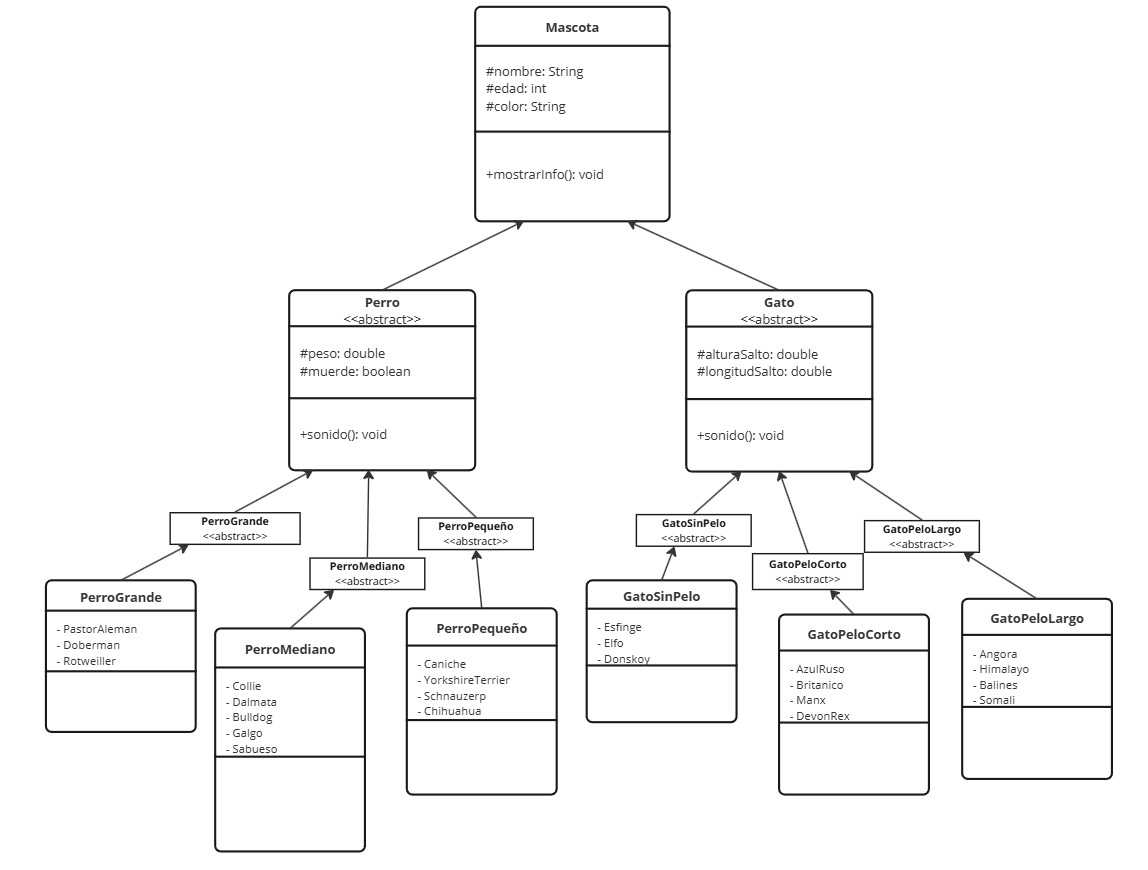 Mascota
#nombre: String
#edad: int
#color: String
+mostrarInfo(): void
Perro
<<abstract>>
#peso: double
#muerde: boolean
+sonido(): void
Gato
<<abstract>>
#alturaSalto: double
#longitudSalto: double
+sonido(): void
PerroGrande
<<abstract>>
PerroMediano
<<abstract>>
PerroPequeño
<<abstract>>
GatoSinPelo
<<abstract>>
GatoPeloCorto
<<abstract>>
GatoPeloLargo
<<abstract>>
PerroGrande
- PastorAleman
- Doberman
- Rotweiller
PerroMediano
- Collie
- Dalmata
- Bulldog
- Galgo
- Sabueso
PerroPequeño
- Caniche
- YorkshireTerrier
- Schnauzerp
- Chihuahua
GatoSinPelo
- Esfinge
- Elfo
- Donskoy
GatoPeloCorto
- AzulRuso
- Britanico
- Manx
- DevonRex
GatoPeloLargo
- Angora
- Himalayo
- Balines
- Somali